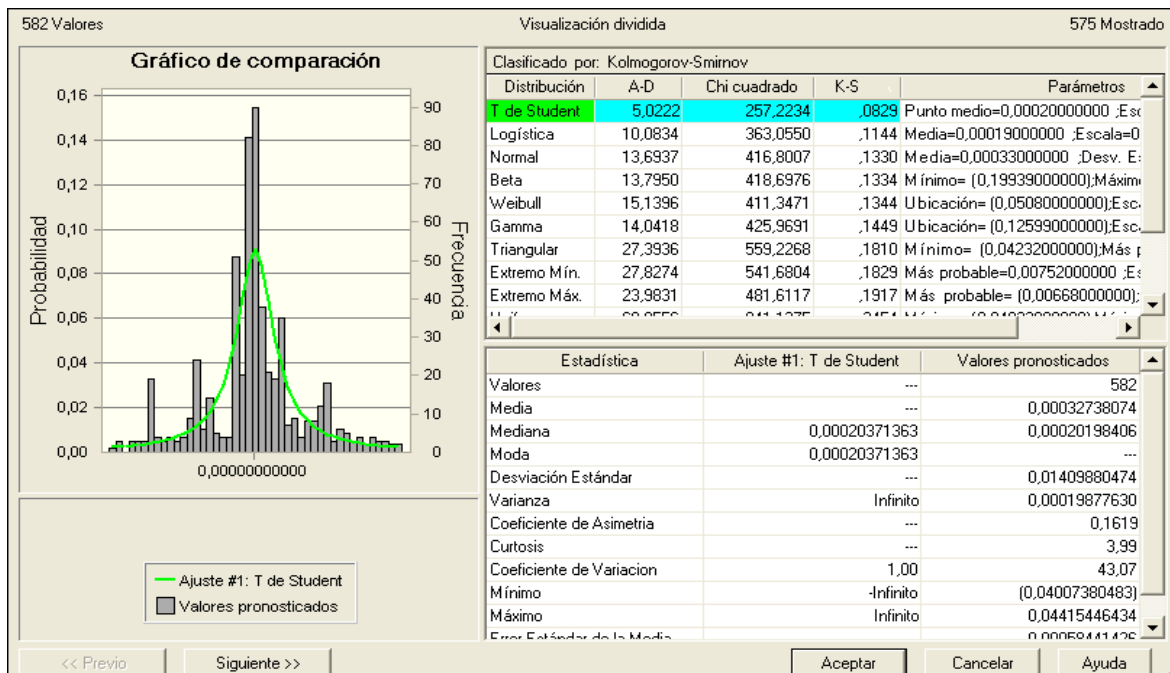 582 Valores Visualización dividida 575 Mostrado
Gráfico de comparación
0,16
0,14
0,12
0,10
0,08
0,06
0,04
0,02
0,00
Probabilidad
90
80
70
60
50
40
30
20
10
0
Frecuencia
0,00000000000
Ajuste #1: T de Student
Valores pronosticados
Clasificado por: Kolmogorov-Smirnov
Distribución A-D Chi cuadrado K-S Parámetros
T de Student 5,0222 257,2234 ,0829 Punto medio=0,00020000000 ;Esc
Logística 10,0834 363,0550 ,1144 Media=0,00019000000 ;Escala=0
Normal 13,6937 416,8007 ,1330 Media=0,00033000000 ;Desv. E
Beta 13,7950 418,6976 ,1334 Mínimo= (0,19939000000);Máxim
Weibull 15,1396 411,3471 ,1344 Ubicación= (0,05080000000);Esc
Gamma 14,0418 425,9691 ,1449 Ubicación= (0,12599000000);Esc
Triangular 27,3936 559,2268 ,1810 Mínimo= (0,04232000000);Más p
Extremo Mín. 27,8274 541,6804 ,1829 Más probable=0,00752000000 ;Es
Extremo Máx. 23,9831 481,6117 ,1917 Más probable= (0,00668000000);
Estadística Ajuste #1: T de Student Valores pronosticados
Valores --- 582
Media --- 0,00032738074
Mediana 0,00020371363 0,00020198406
Moda 0,00020371363 ---
Desviación Estándar --- 0,01409880474
Varianza Infinito 0,00019877630
Coeficiente de Asimetria --- 0,1619
Curtosis --- 3,99
Coeficiente de Variacion 1,00 43,07
Mínimo -Infinito (0,04007380483)
Máximo Infinito 0,04415446434
Error Estándar de la Media 0,00058441426
<< Previo Siguiente >> Aceptar Cancelar Ayuda